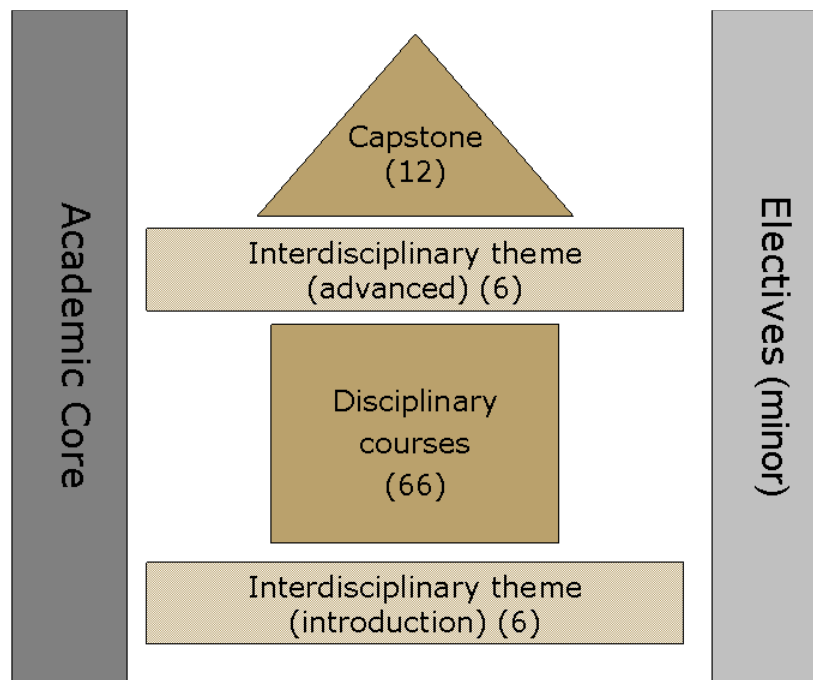 Academic Core
Capstone
(12)
Interdisciplinary theme
(advanced) (6)
Disciplinary
courses
(66)
Interdisciplinary theme
(introduction) (6)
Electives (minor)